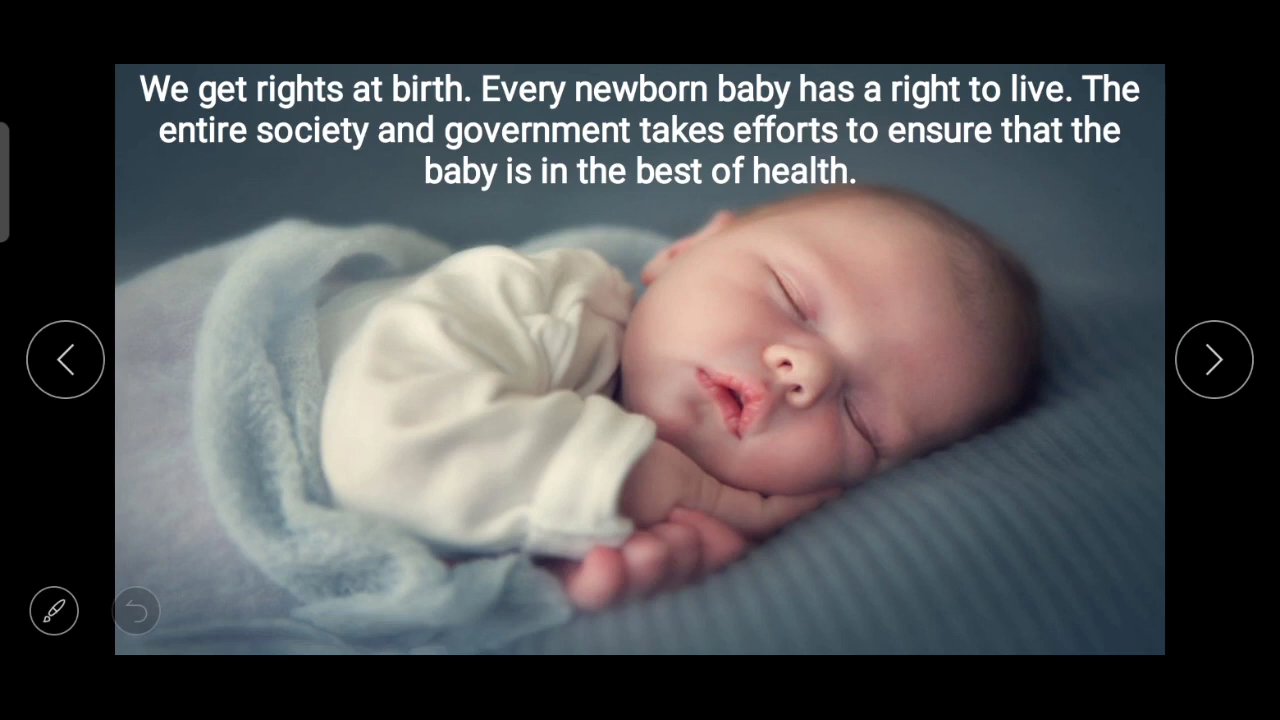 We get rights at birth. Every newborn baby has a right to live. The
entire society and government takes efforts to ensure that the
baby is in the best of health.